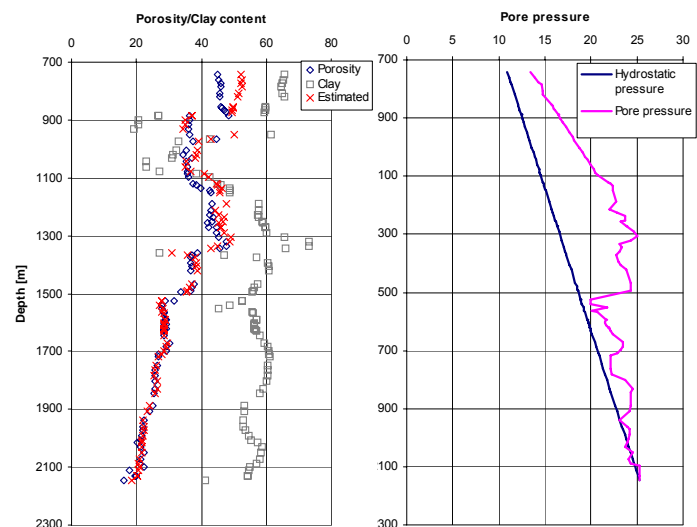 Porosity/Clay content
0 20 40 60 80
700
900
1100
1300
1500
1700
1900
2100
2300
Depth [m]
Porosity
Clay
Estimated
Pore pressure
0 5 10 15 20 25 30
700
900
100
300
500
700
900
100
300
Hydrostatic
pressure
Pore pressure